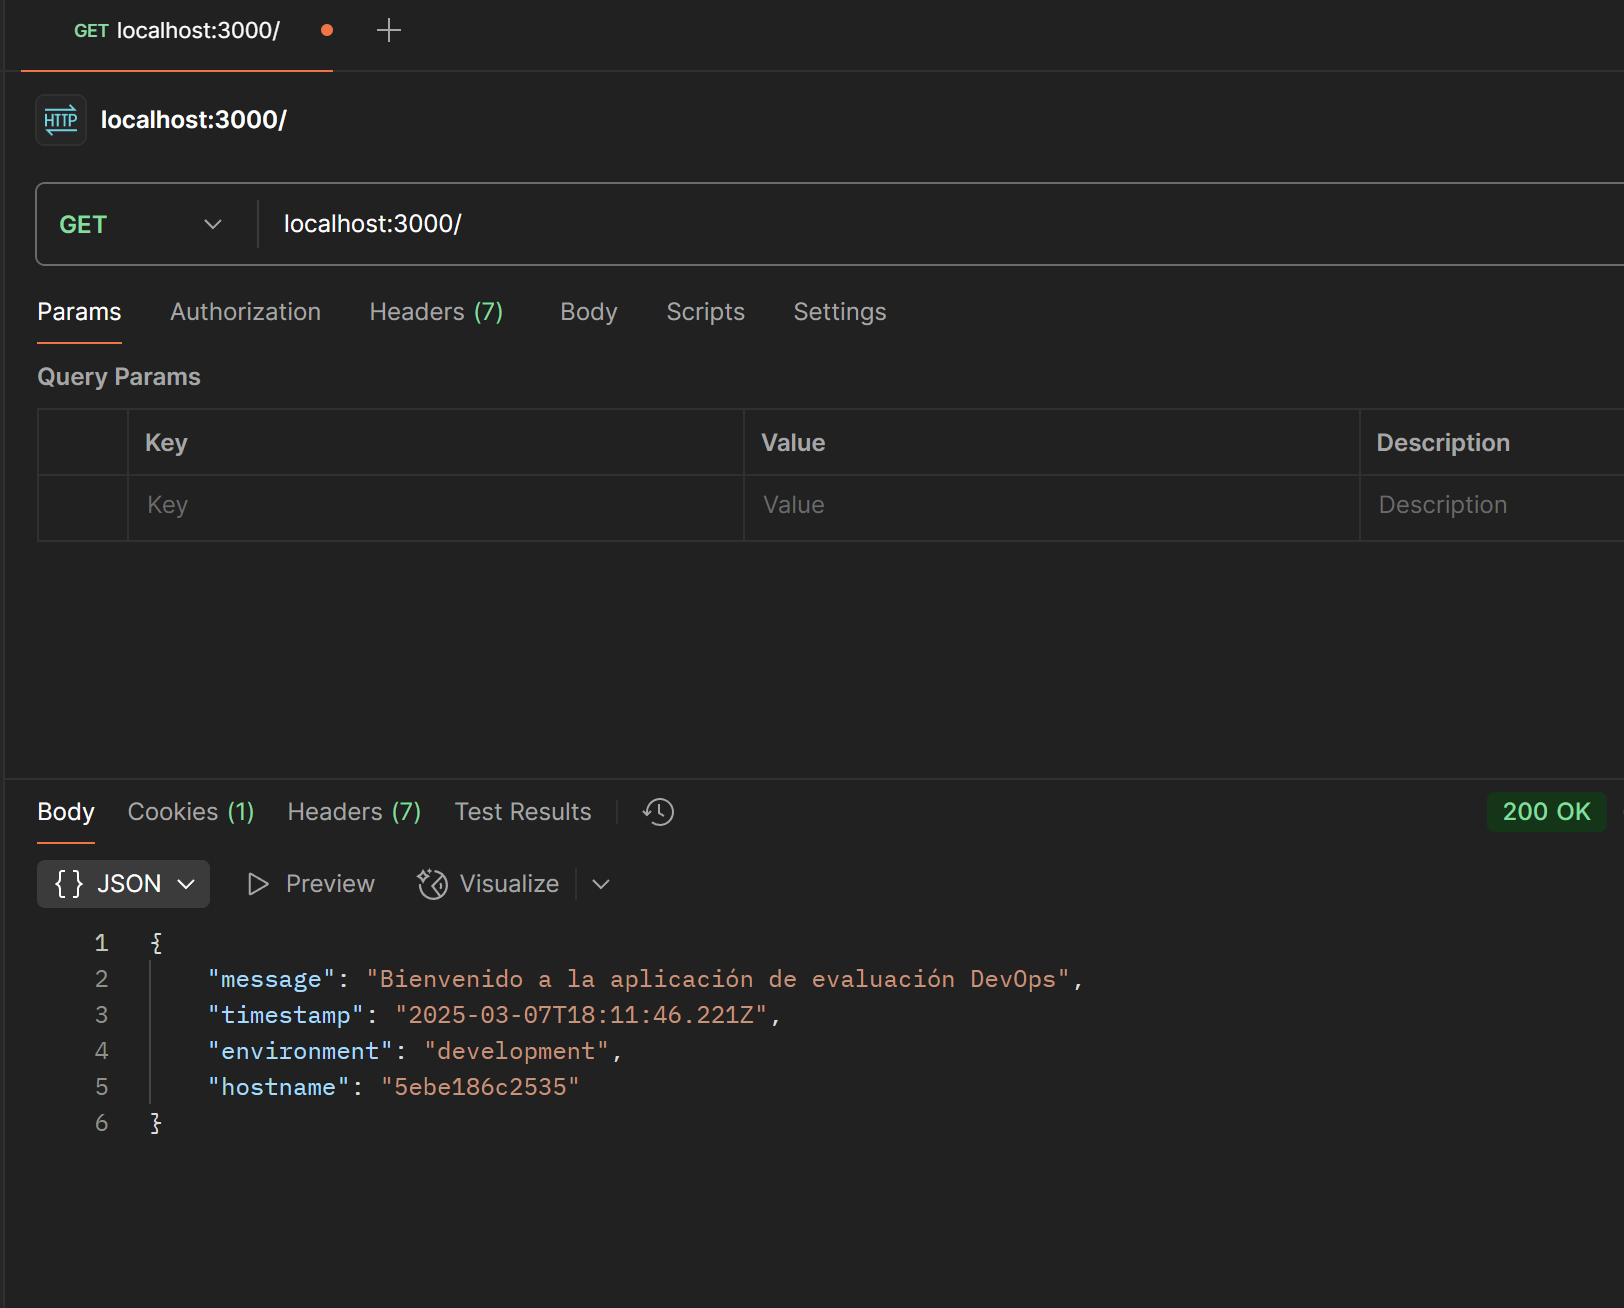 GET localhost:3000/
HTTP localhost:3000/
GET localhost:3000/
Params Authorization Headers (7) Body Scripts Settings
Query Params
Key Value Description
Key Value Description
Body Cookies (1) Headers (7) Test Results 200 OK
{ } JSON Preview Visualize
1 {
2 "message": "Bienvenido a la aplicación de evaluación DevOps",
3 "timestamp": "2025-03-07T18:11:46.221Z",
4 "environment": "development",
5 "hostname": "5ebe186c2535"
6 }